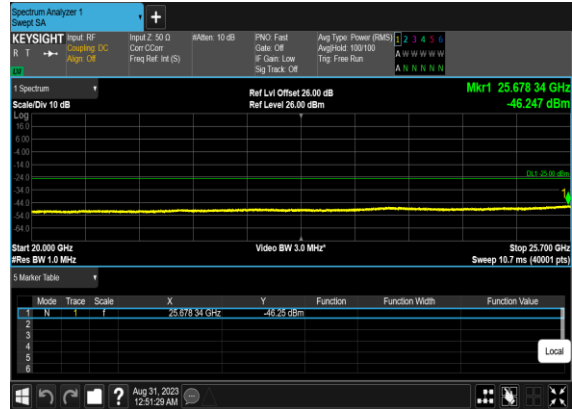 Spectrum Analyzer 1
Swept SA
+
KEYSIGHT
R T
Input: RF
Coupling: DC
Align: Off
Input Z: 50 Ω
Corr CCorr
Freq Ref: Int (S)
#Atten: 10 dB
PNO: Fast
Gate: Off
IF Gain: Low
Sig Track: Off
Avg Type: Power (RMS)
Avg|Hold: 100/100
Trig: Free Run
1 2 3 4 5 6
A W W W W W
A N N N N N
1 Spectrum
Scale/Div 10 dB
Ref Lvl Offset 26.00 dB
Ref Level 26.00 dBm
Mkr1 25.678 34 GHz
-46.247 dBm
Log
16.0
6.00
-4.00
-14.0
-24.0
-34.0
-44.0
-54.0
-64.0
DL1 -25.00 dBm
1
Start 20.000 GHz
#Res BW 1.0 MHz
Video BW 3.0 MHz*
Stop 25.700 GHz
Sweep 10.7 ms (40001 pts)
5 Marker Table
Mode Trace Scale X Y Function Function Width Function Value
1 N 1 f 25.678 34 GHz -46.25 dBm
2
3
4
5
6
Local
? Aug 31, 2023
12:51:29 AM